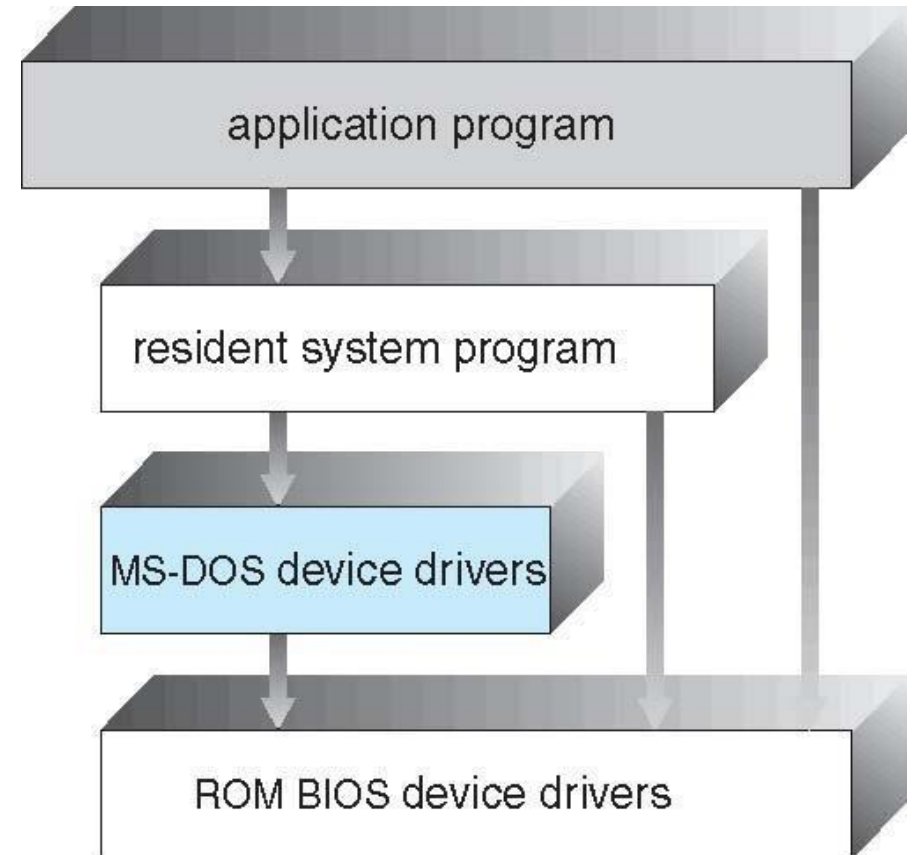 application program
resident system program
MS-DOS device drivers
ROM BIOS device drivers